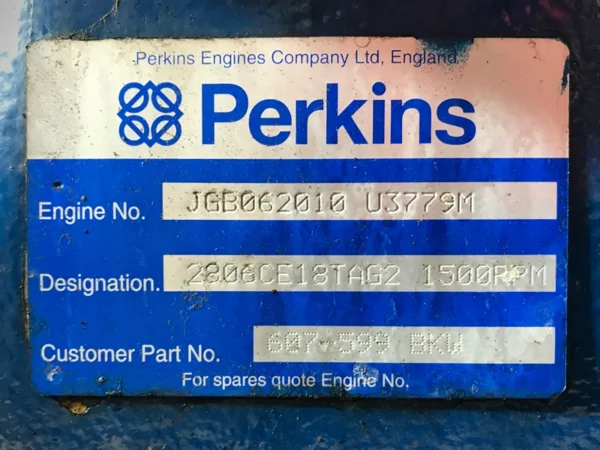 Perkins Engines Company Ltd, England
Perkins
Engine No. JGB062010 U3779M
Designation. 2806CE18TAG2 1500RPM
Customer Part No. 607-599 BKW
For spares quote Engine No.